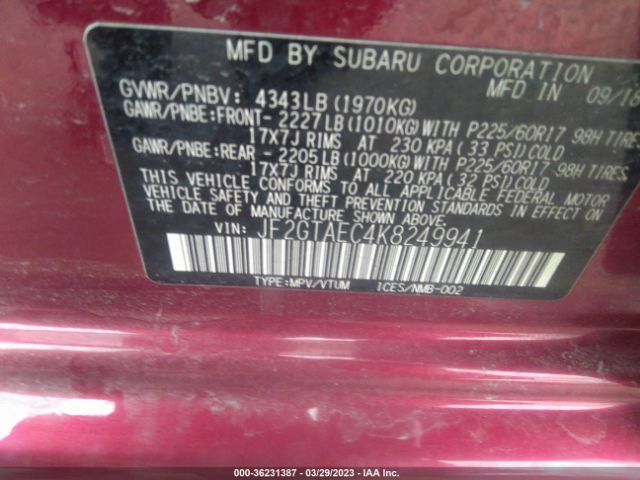 MFD BY SUBARU CORPORATION
GVWR/PNBV: 4343LB(1970KG) MFD IN 09/18
GAWR/PNBE:FRONT- 2227LB(1010KG)WITH P225/60R17 98H TIRES
17X7J RIMS AT 230 KPA(33 PSI)COLD
GAWR/PNBE:REAR - 2205LB(1000KG)WITH P225/60R17 98H TIRES
17X7J RIMS AT 220 KPA(32 PSI)COLD
THIS VEHICLE CONFORMS TO ALL APPLICABLE FEDERAL MOTOR
VEHICLE SAFETY AND THEFT PREVENTION STANDARDS IN EFFECT ON
THE DATE OF MANUFACTURE SHOWN ABOVE.
VIN: JF2GTAEC4K8249941
TYPE:MPV/VTUM ICES/NMB-002
000-36231387 - 03/29/2023 - IAA Inc.